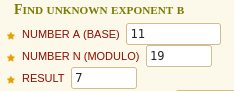 FIND UNKNOWN EXPONENT B
NUMBER A (BASE) 11
NUMBER N (MODULO) 19
RESULT 7